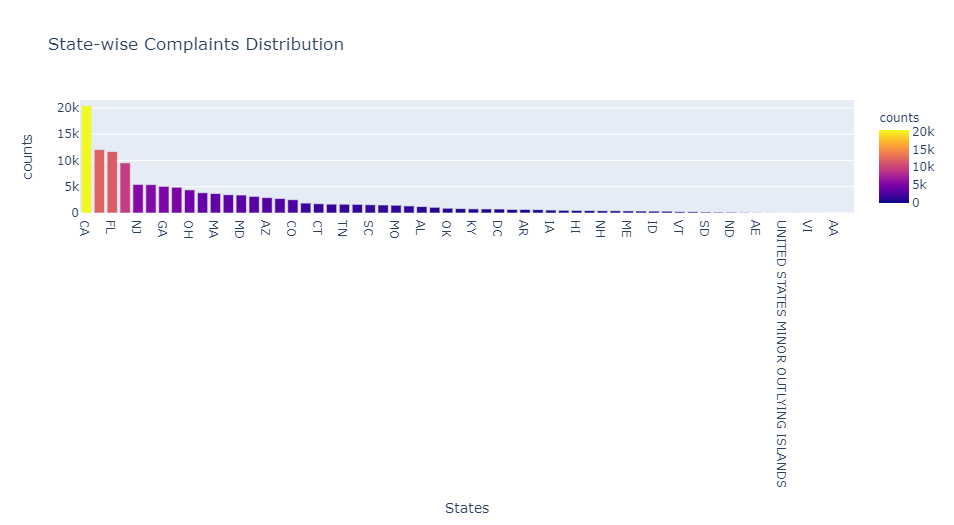 State-wise Complaints Distribution
counts
20k
15k
10k
5k
0
CA
FL
NJ
GA
OH
MA
MD
AZ
CO
CT
TN
SC
MO
AL
OK
KY
DC
AR
IA
HI
NH
ME
ID
VT
SD
ND
AE
UNITED STATES MINOR OUTLYING ISLANDS
VI
AA
States
counts
20k
15k
10k
5k
0